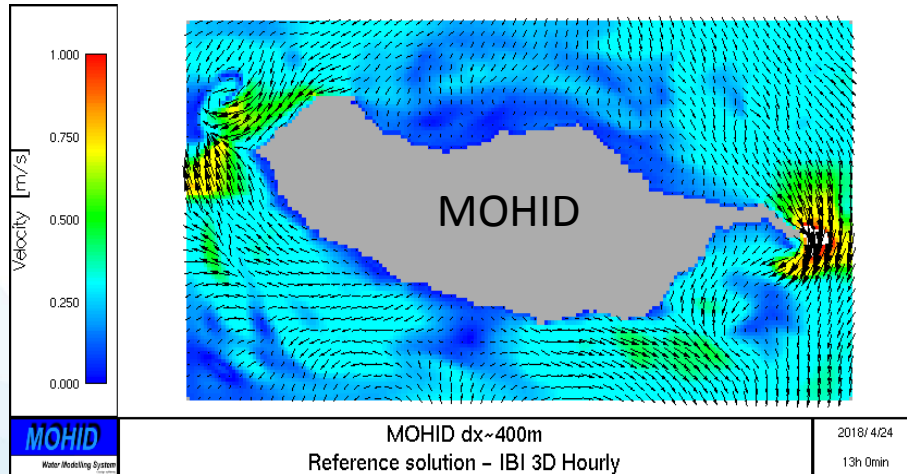 1.000
0.750
0.500
0.250
0.000
Velocity [m/s]
MOHID
MOHID
Water Modelling System
MOHID dx~400m
Reference solution – IBI 3D Hourly
2018/ 4/24
13h 0min